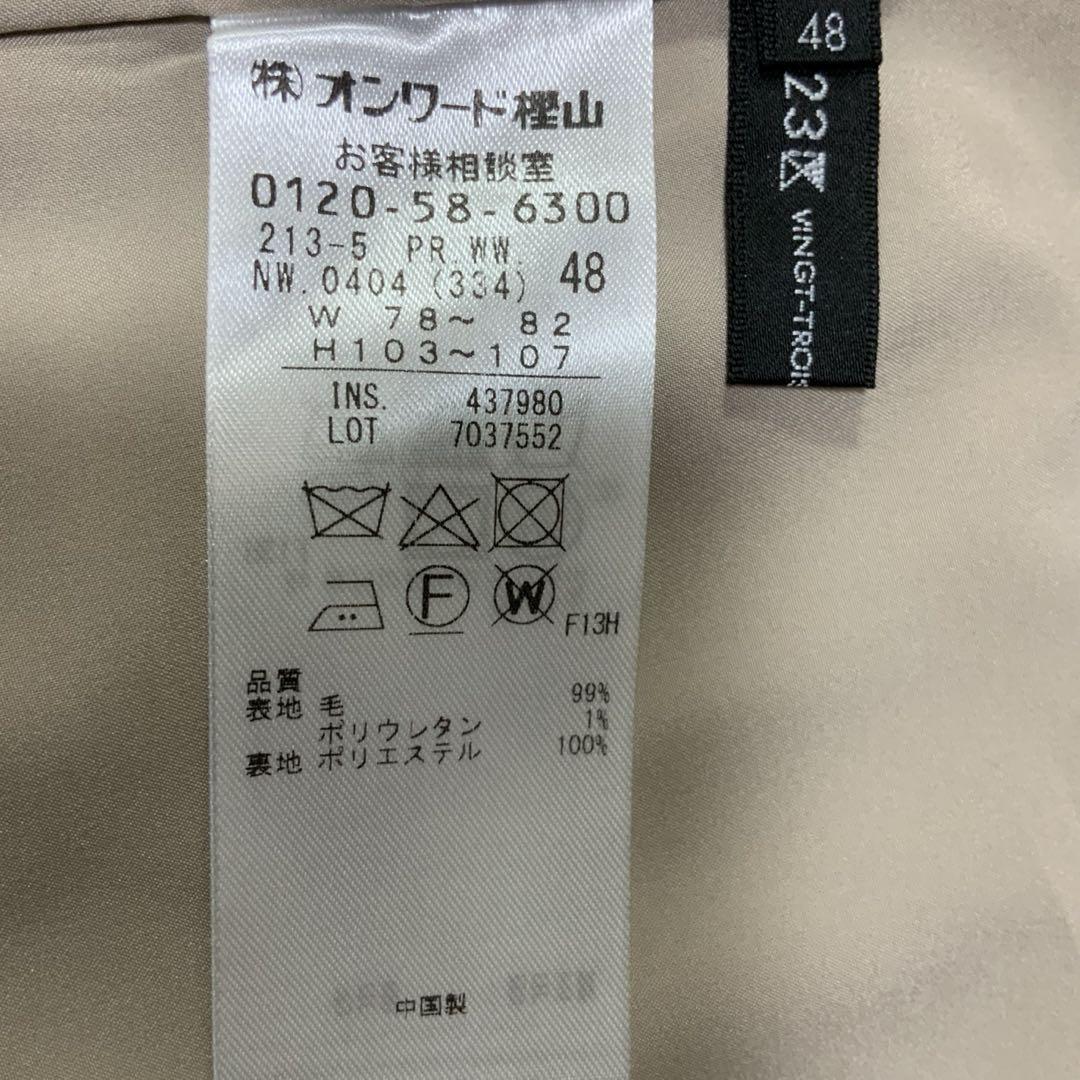 ㈱オンワード樫山
お客様相談室
0120-58-6300
213-5 PR.WW.
NW.0404 (334) 48
W 78～ 82
H103～107
INS. 437980
LOT 7037552
F
W
F13H
品質
表地 毛 99%
ポリウレタン 1%
裏地 ポリエステル 100%
中国製
48
23区
VINGT-TROIS